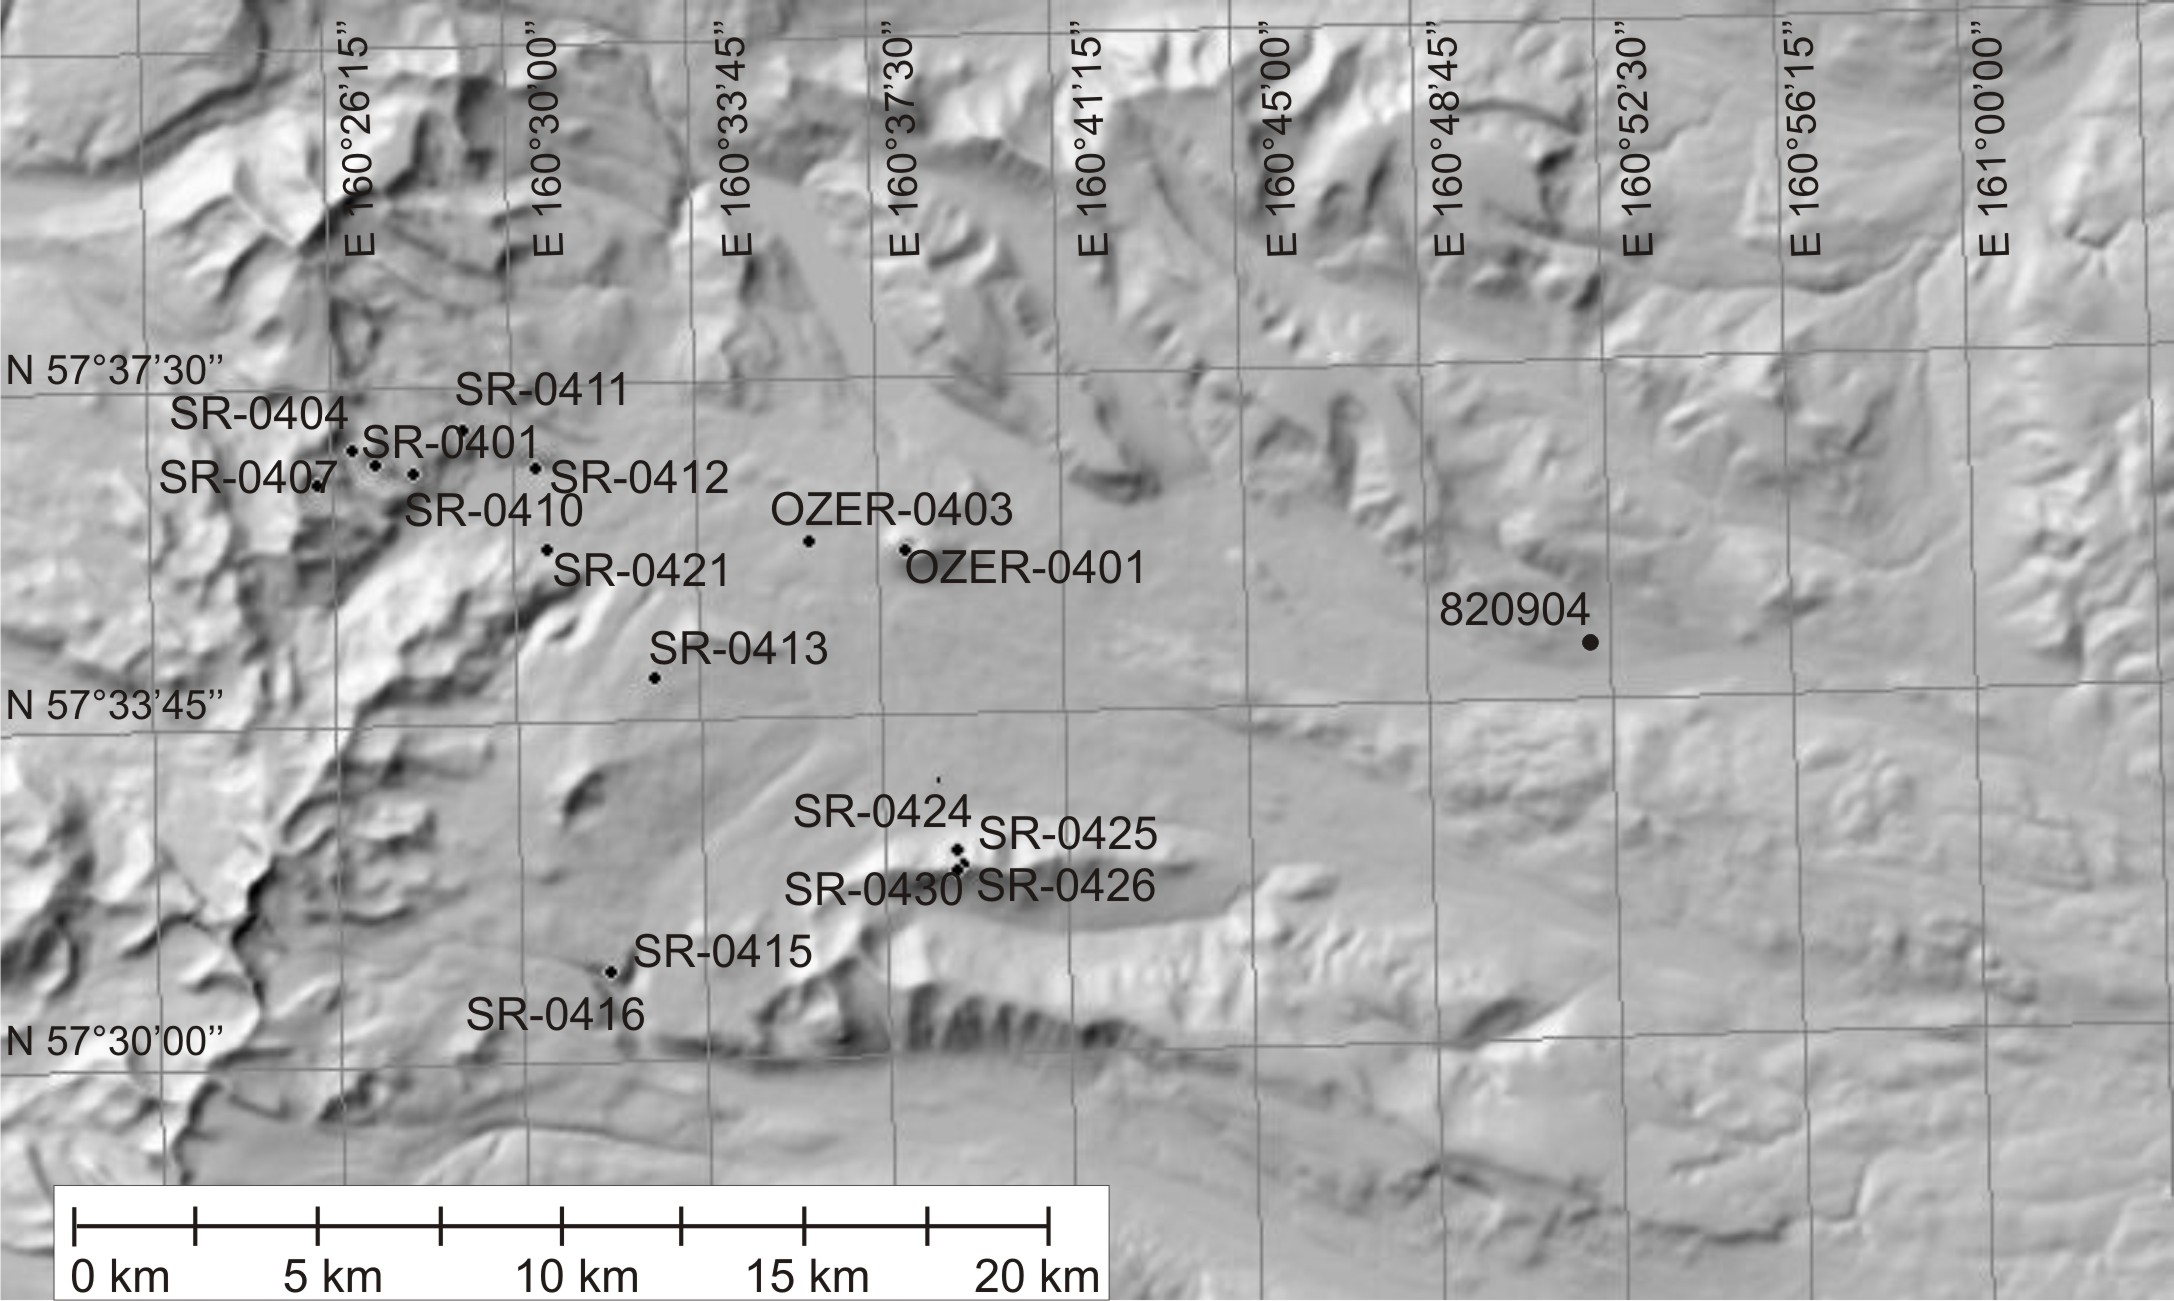 E 160°26’15”
E 160°30’00”
E 160°33’45”
E 160°37’30”
E 160°41’15”
E 160°45’00”
E 160°48’45”
E 160°52’30”
E 160°56’15”
E 161°00’00”
N 57°37’30”
SR-0411
SR-0404
SR-0401
SR-0407
SR-0412
SR-0410
OZER-0403
SR-0421
OZER-0401
820904
SR-0413
N 57°33’45”
SR-0424
SR-0425
SR-0430
SR-0426
SR-0415
SR-0416
N 57°30’00”
0 km 5 km 10 km 15 km 20 km